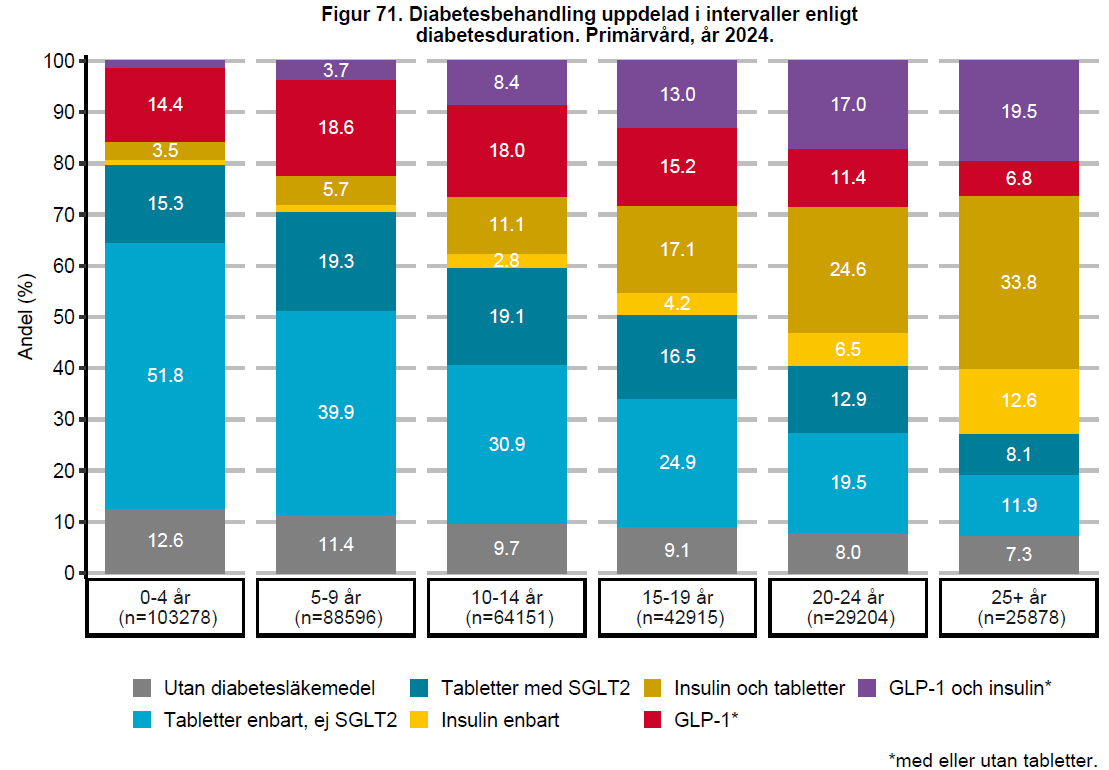 Figur 71. Diabetesbehandling uppdelad i intervaller enligt
diabetesduration. Primärvård, år 2024.
Andel (%)
100
90
80
70
60
50
40
30
20
10
0
14.4
3.5
15.3
51.8
12.6
3.7
18.6
5.7
19.3
39.9
11.4
8.4
18.0
11.1
2.8
19.1
30.9
9.7
13.0
15.2
17.1
4.2
16.5
24.9
9.1
17.0
11.4
24.6
6.5
12.9
19.5
8.0
19.5
6.8
33.8
12.6
8.1
11.9
7.3
0-4 år
(n=103278)
5-9 år
(n=88596)
10-14 år
(n=64151)
15-19 år
(n=42915)
20-24 år
(n=29204)
25+ år
(n=25878)
Utan diabetesläkemedel
Tabletter med SGLT2
Insulin och tabletter
GLP-1 och insulin*
Tabletter enbart, ej SGLT2
Insulin enbart
GLP-1*
*med eller utan tabletter.